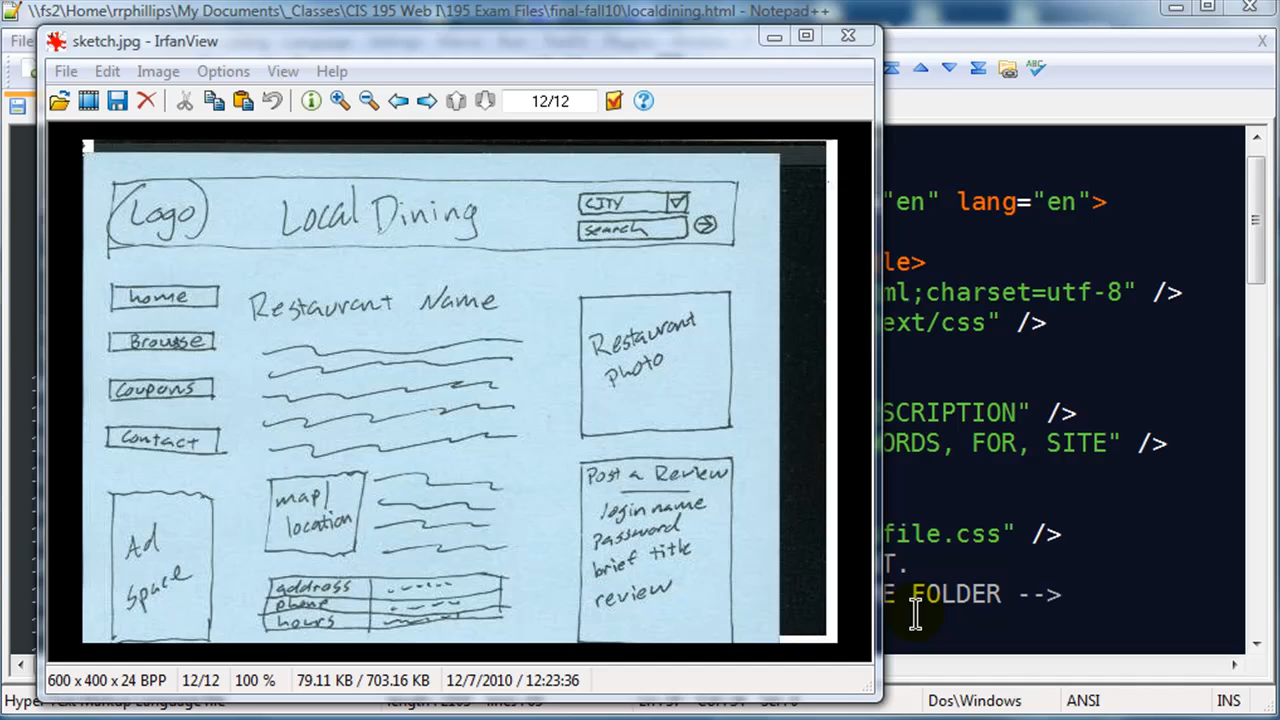 \\fs2\Home\rrphillips\My Documents\_Classes\CIS 195 Web I\195 Exam Files\final-fall10\localdining.html - Notepad++
sketch.jpg - IrfanView
File Edit Image Options View Help
12/12
Logo Local Dining CITY
search
home
Browse
Coupons
Contact
Ad
Space
Restaurant Name
map/
location
address
phone
hours
Restaurant
photo
Post a Review
login name
password
brief title
review
"en" lang="en">
le>
ml;charset=utf-8" />
ext/css" />
SCRIPTION" />
ORDS, FOR, SITE" />
file.css" />
T.
E FOLDER -->
600 x 400 x 24 BPP 12/12 100 % 79.11 KB / 703.16 KB 12/7/2010 / 12:23:36
Dos\Windows ANSI INS